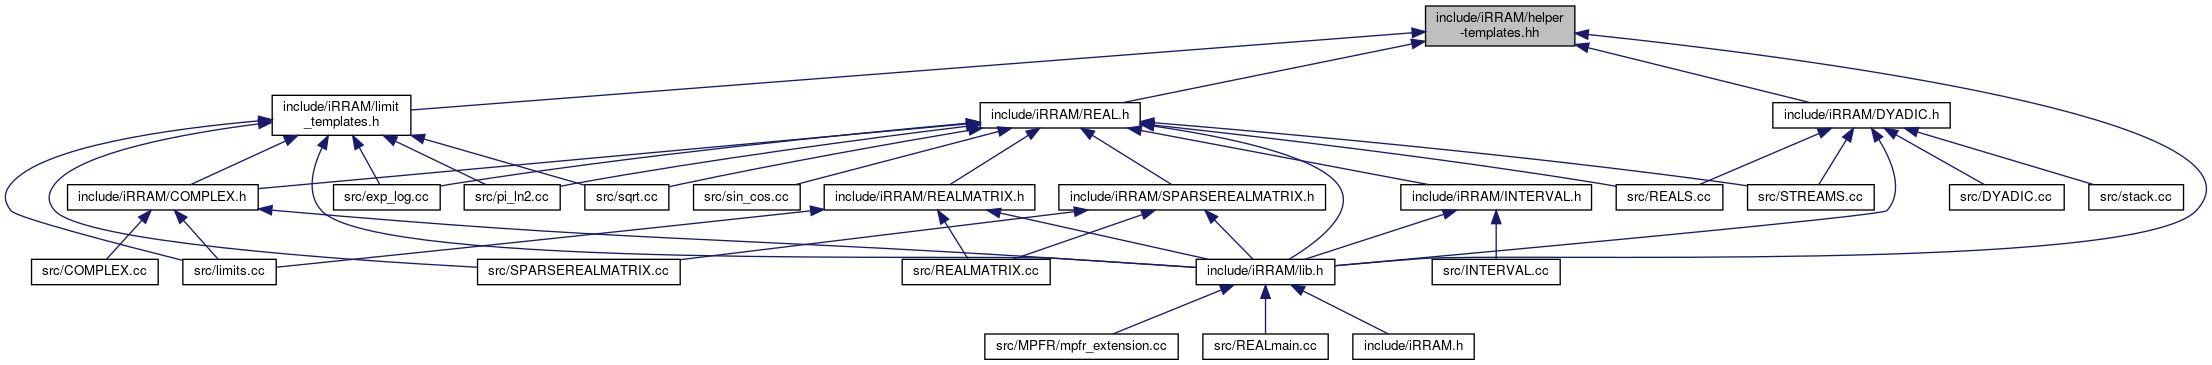 include/iRRAM/helper
-templates.hh
include/iRRAM/limit
_templates.h
include/iRRAM/REAL.h
include/iRRAM/DYADIC.h
include/iRRAM/COMPLEX.h
src/exp_log.cc
src/pi_ln2.cc
src/sqrt.cc
src/sin_cos.cc
include/iRRAM/REALMATRIX.h
include/iRRAM/SPARSEREALMATRIX.h
include/iRRAM/INTERVAL.h
src/REALS.cc
src/STREAMS.cc
src/DYADIC.cc
src/stack.cc
src/COMPLEX.cc
src/limits.cc
src/SPARSEREALMATRIX.cc
src/REALMATRIX.cc
include/iRRAM/lib.h
src/INTERVAL.cc
src/MPFR/mpfr_extension.cc
src/REALmain.cc
include/iRRAM.h